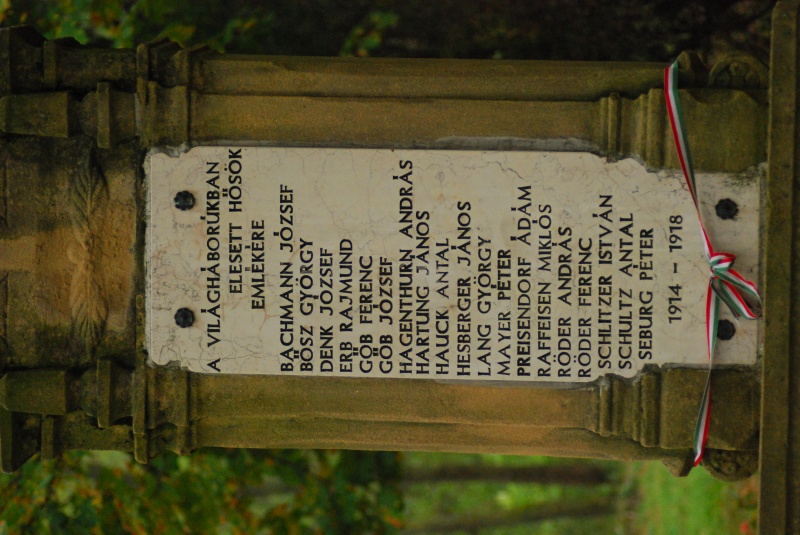 A VILÁGHÁBORÚKBAN
ELESETT HŐSÖK
EMLÉKÉRE
BACHMANN JÓZSEF
BÖSZ GYÖRGY
DENK JÓZSEF
ERB RAJMUND
GÖB FERENC
GÖB JÓZSEF
HAGENTHURN ANDRÁS
HARTUNG JÁNOS
HAUCK ANTAL
HESBERGER JÁNOS
LANG GYÖRGY
MAYER PÉTER
PREISENDORF ÁDÁM
RAFFEISEN MIKLÓS
RÖDER ANDRÁS
RÖDER FERENC
SCHLITZER ISTVÁN
SCHULTZ ANTAL
SEBURG PÉTER
1914 - 1918